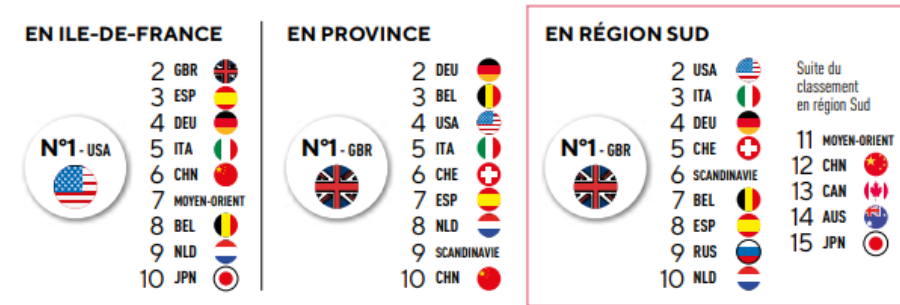 EN ILE-DE-FRANCE
N°1 - USA
2 GBR
3 ESP
4 DEU
5 ITA
6 CHN
7 MOYEN-ORIENT
8 BEL
9 NLD
10 JPN
EN PROVINCE
N°1 - GBR
2 DEU
3 BEL
4 USA
5 ITA
6 CHE
7 ESP
8 NLD
9 SCANDINAVIE
10 CHN
EN RÉGION SUD
N°1 - GBR
2 USA
3 ITA
4 DEU
5 CHE
6 SCANDINAVIE
7 BEL
8 ESP
9 RUS
10 NLD
Suite du
classement
en région Sud
11 MOYEN-ORIENT
12 CHN
13 CAN
14 AUS
15 JPN